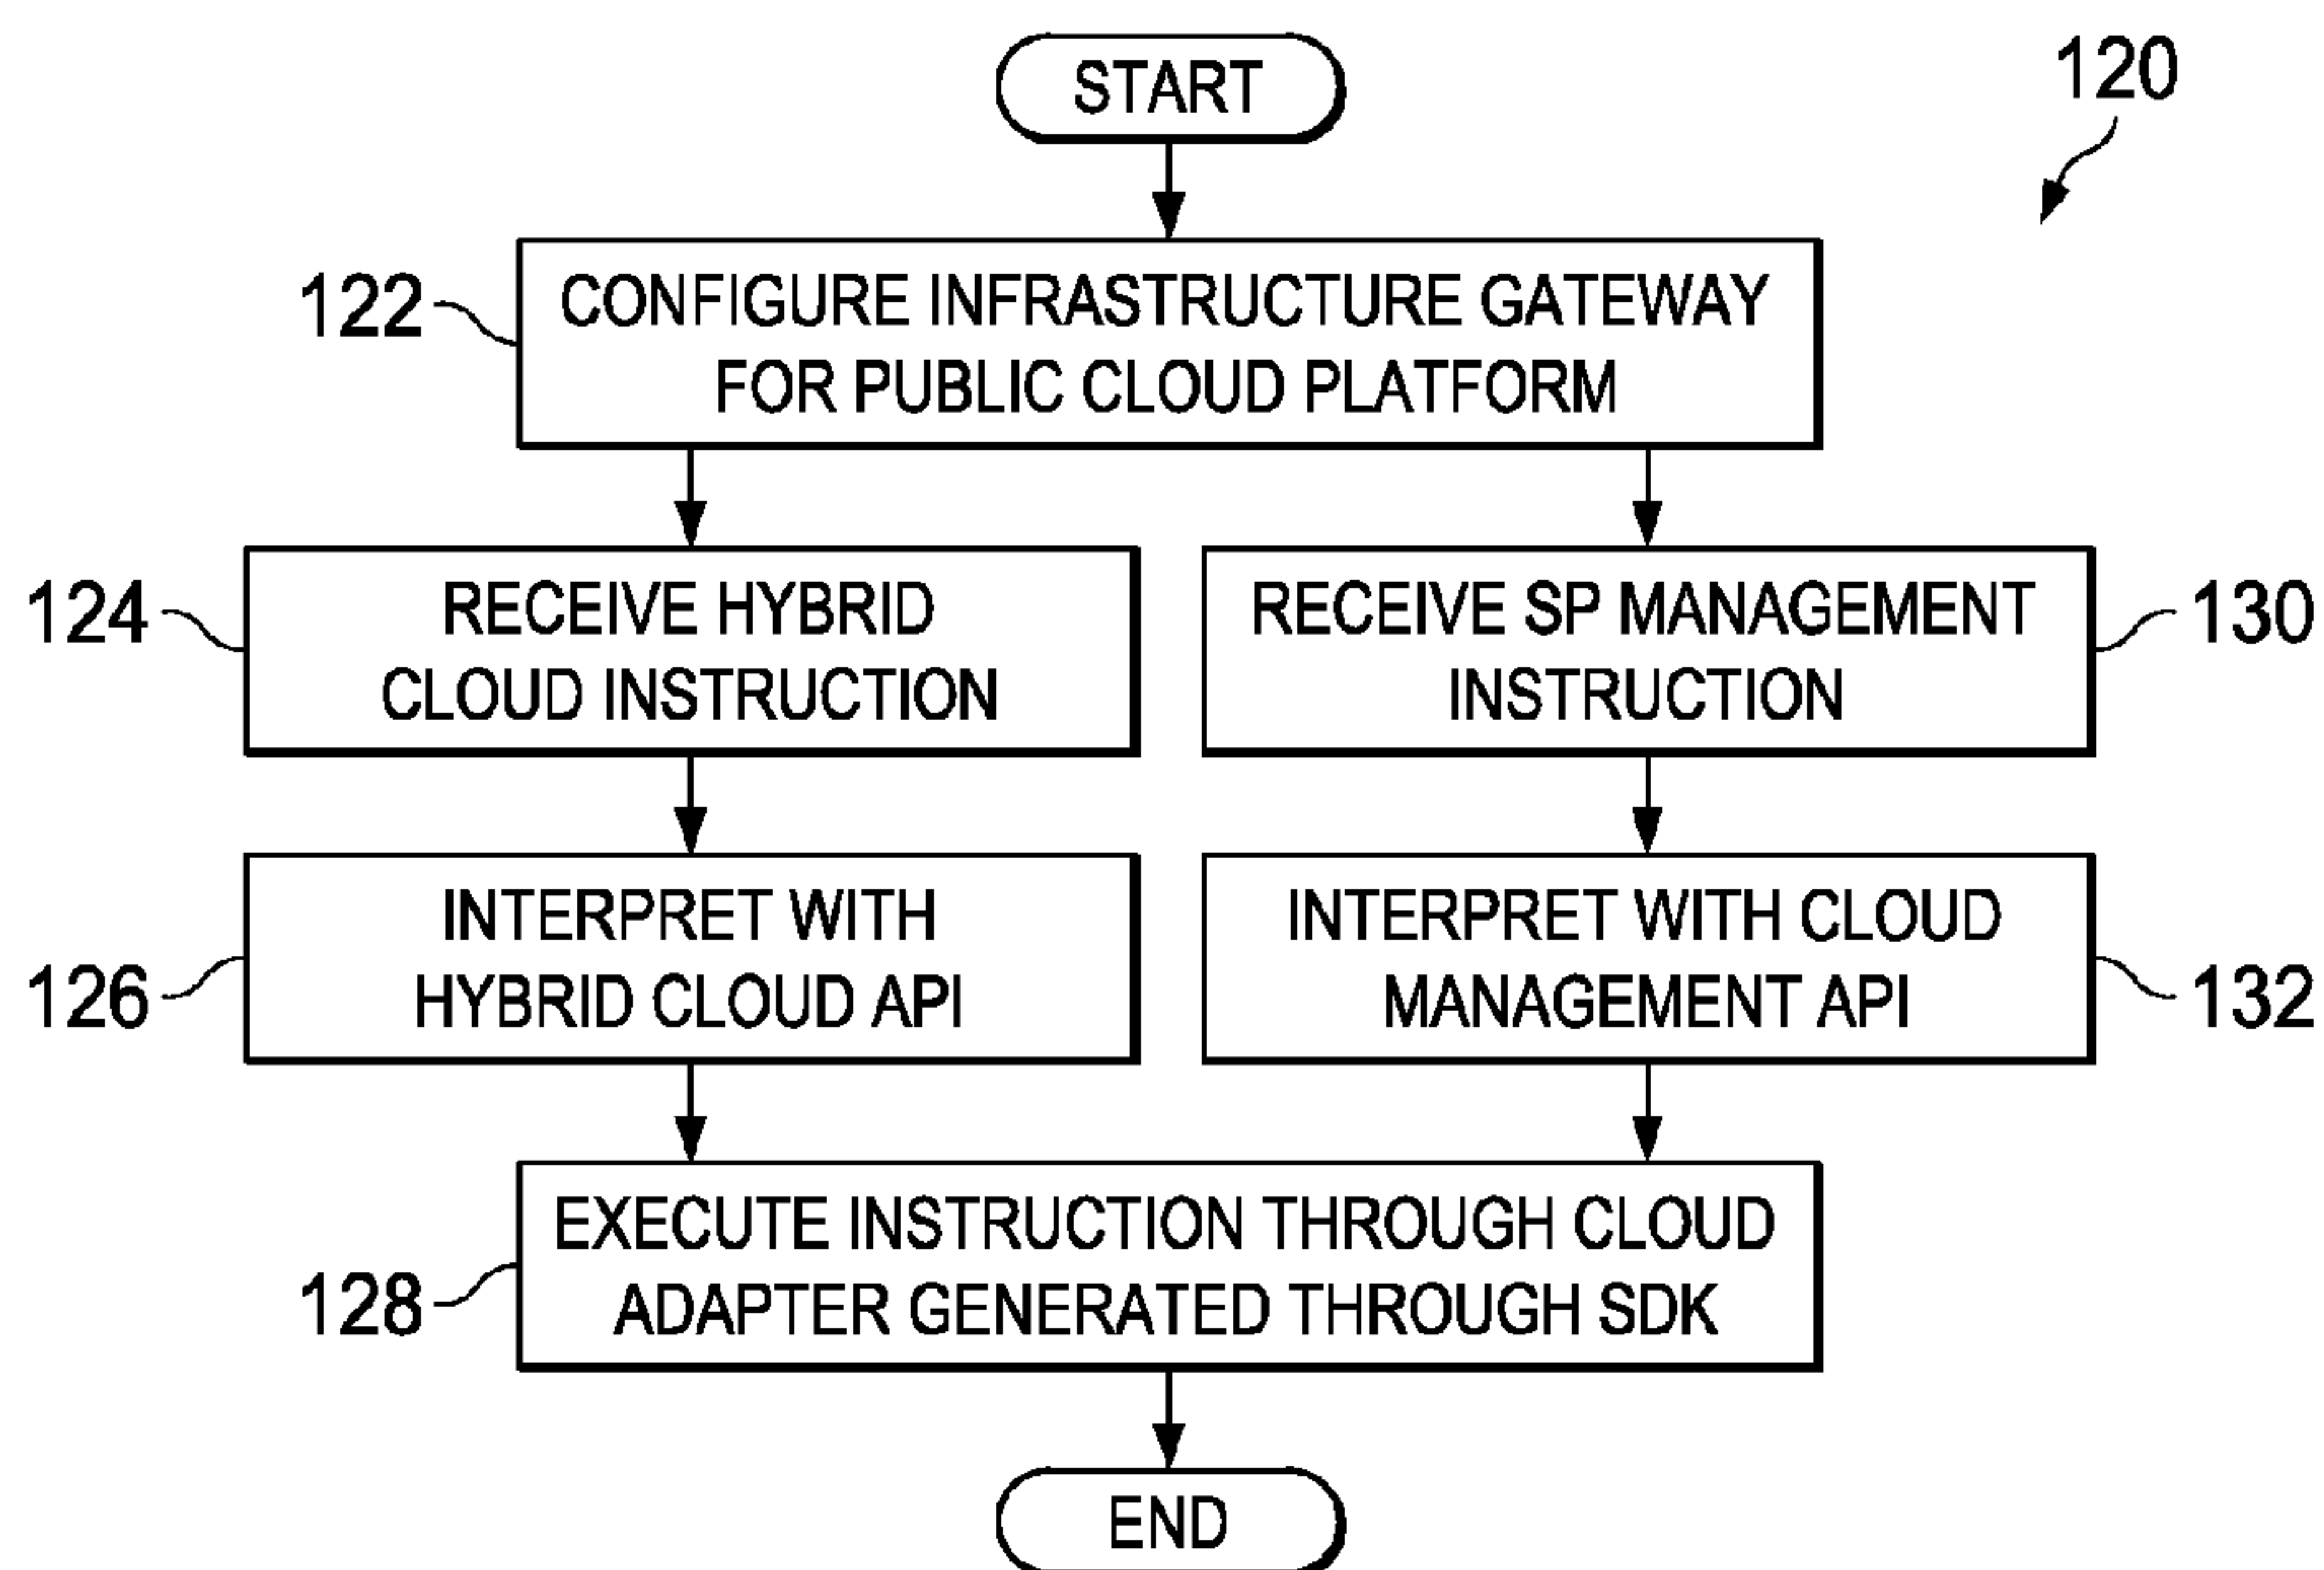 START
120
122
CONFIGURE INFRASTRUCTURE GATEWAY
FOR PUBLIC CLOUD PLATFORM
124
RECEIVE HYBRID
CLOUD INSTRUCTION
RECEIVE SP MANAGEMENT
INSTRUCTION
130
126
INTERPRET WITH
HYBRID CLOUD API
INTERPRET WITH CLOUD
MANAGEMENT API
132
128
EXECUTE INSTRUCTION THROUGH CLOUD
ADAPTER GENERATED THROUGH SDK
END